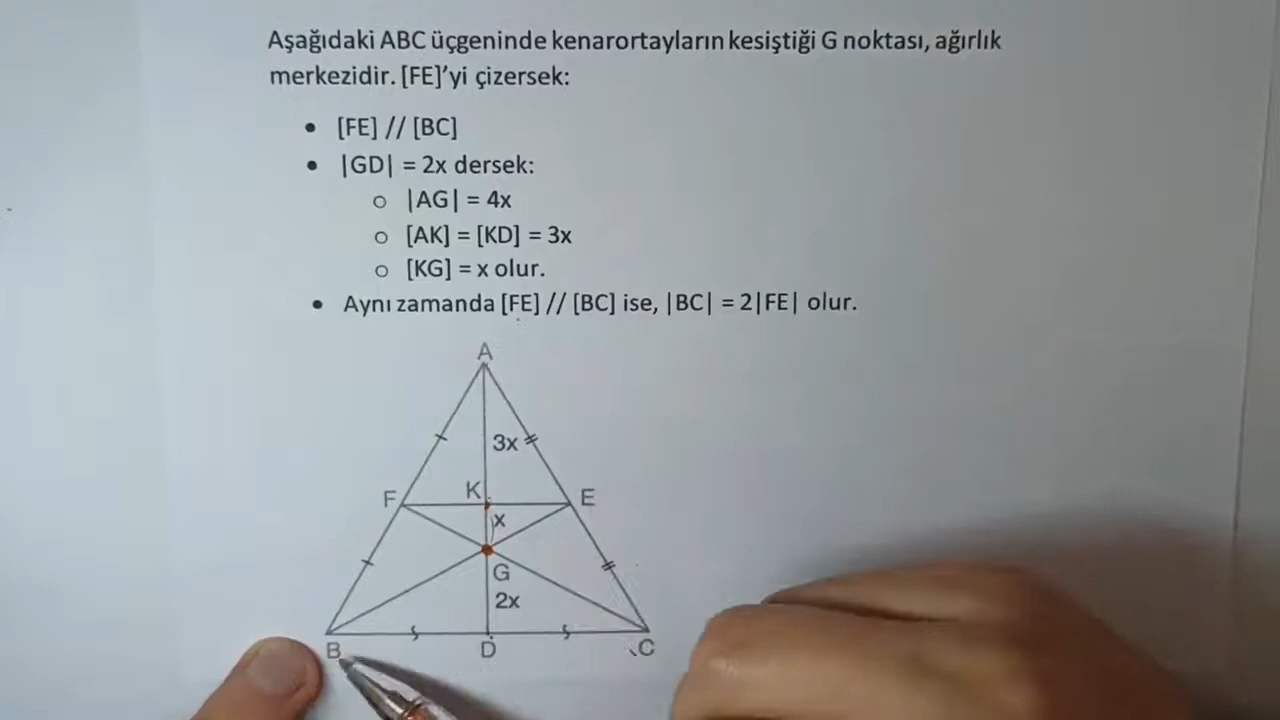 Aşağıdaki ABC üçgeninde kenarortayların kesiştiği G noktası, ağırlık
merkezidir. [FE]'yi çizersek:
• [FE] // [BC]
• |GD| = 2x dersek:
o |AG| = 4x
o [AK] = [KD] = 3x
o [KG] = x olur.
• Aynı zamanda [FE] // [BC] ise, |BC| = 2|FE| olur.
A
3x
F K E
x
G
2x
B D C